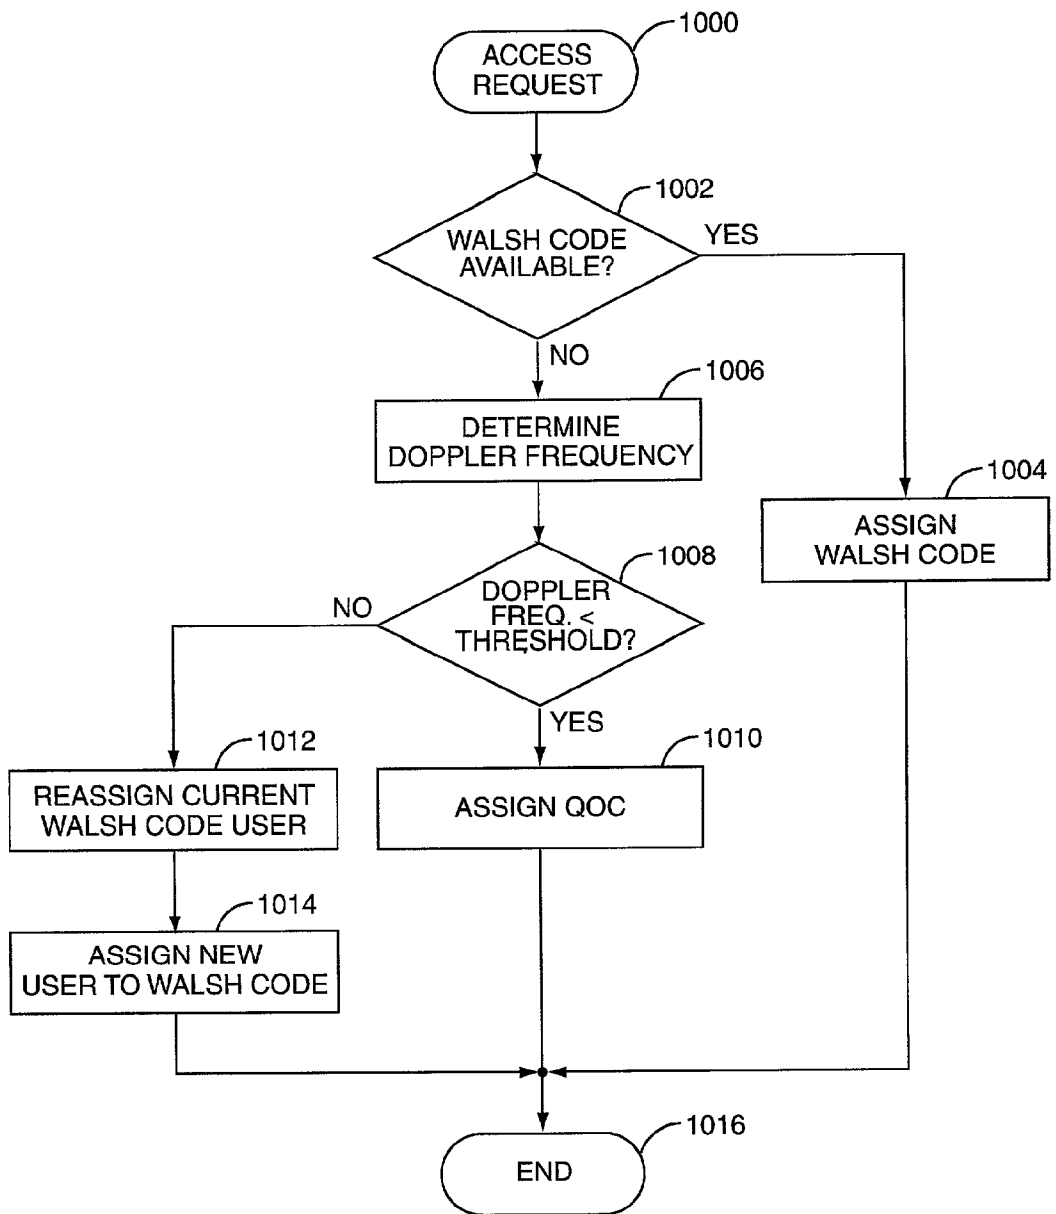 1000
ACCESS
REQUEST
1002
WALSH CODE
AVAILABLE?
YES
NO
1006
DETERMINE
DOPPLER FREQUENCY
1004
ASSIGN
WALSH CODE
1008
DOPPLER
FREQ. <
THRESHOLD?
NO
YES
1012
REASSIGN CURRENT
WALSH CODE USER
1010
ASSIGN QOC
1014
ASSIGN NEW
USER TO WALSH CODE
1016
END